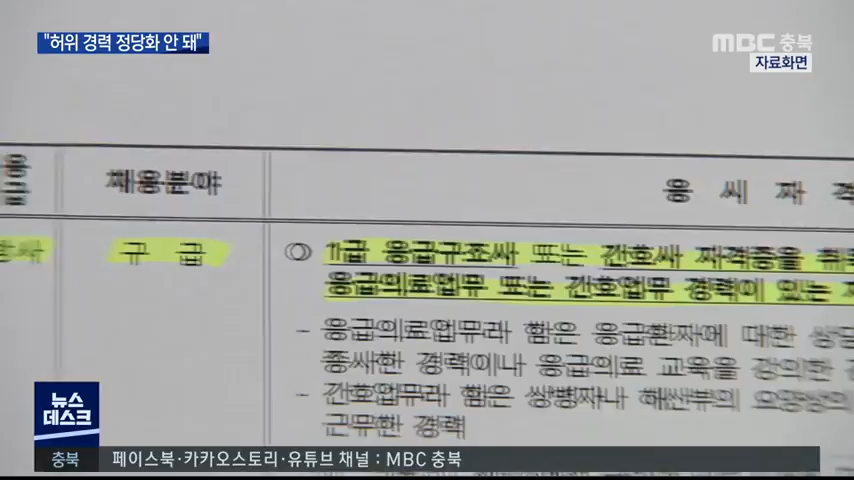 "허위 경력 정당화 안 돼"
MBC 충북
자료화면
채용분야
응 시 자 격
구 급
◎ 1급 응급구조사 또는 간호사 자격증을
응급의료업무 또는 간호업무 경력이 있는 자
- 응급의료업무라 함은 응급환자에 대한 상담
종사한 경력이나 응급의료 교육을 강의한
- 간호업무라 함은 상병자나 해산부의 요양상의
근무한 경력
뉴스
데스크
충북
페이스북·카카오스토리·유튜브 채널 : MBC 충북